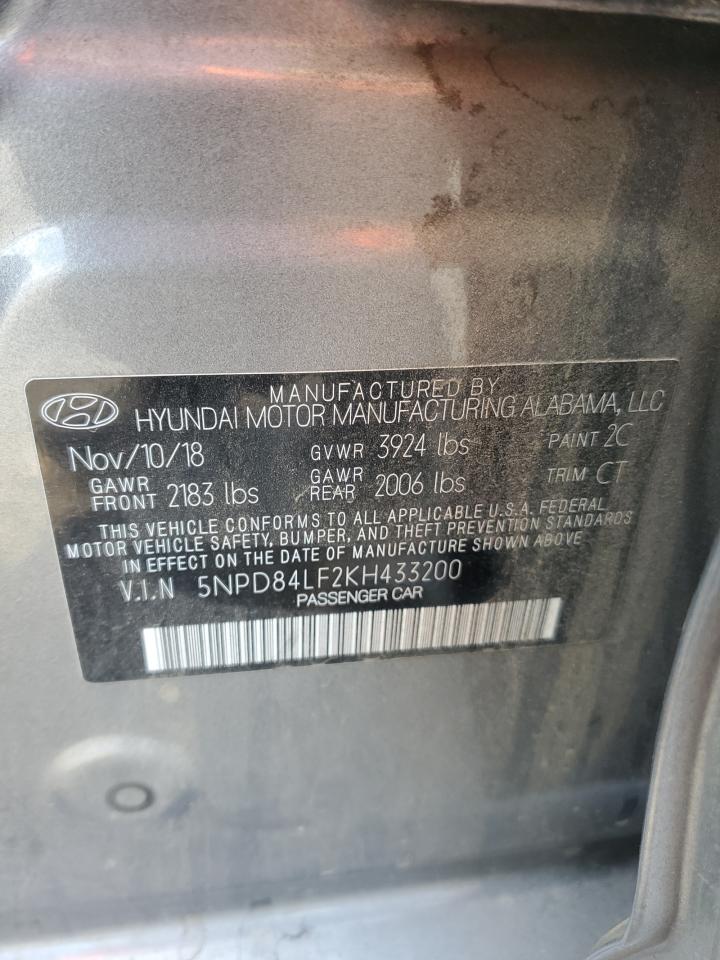 MANUFACTURED BY
HYUNDAI MOTOR MANUFACTURING ALABAMA, LLC
Nov/10/18 GVWR 3924 lbs PAINT 2C
GAWR FRONT 2183 lbs GAWR REAR 2006 lbs TRIM CT
THIS VEHICLE CONFORMS TO ALL APPLICABLE U.S.A. FEDERAL
MOTOR VEHICLE SAFETY, BUMPER, AND THEFT PREVENTION STANDARDS
IN EFFECT ON THE DATE OF MANUFACTURE SHOWN ABOVE
V.I.N 5NPD84LF2KH433200
PASSENGER CAR